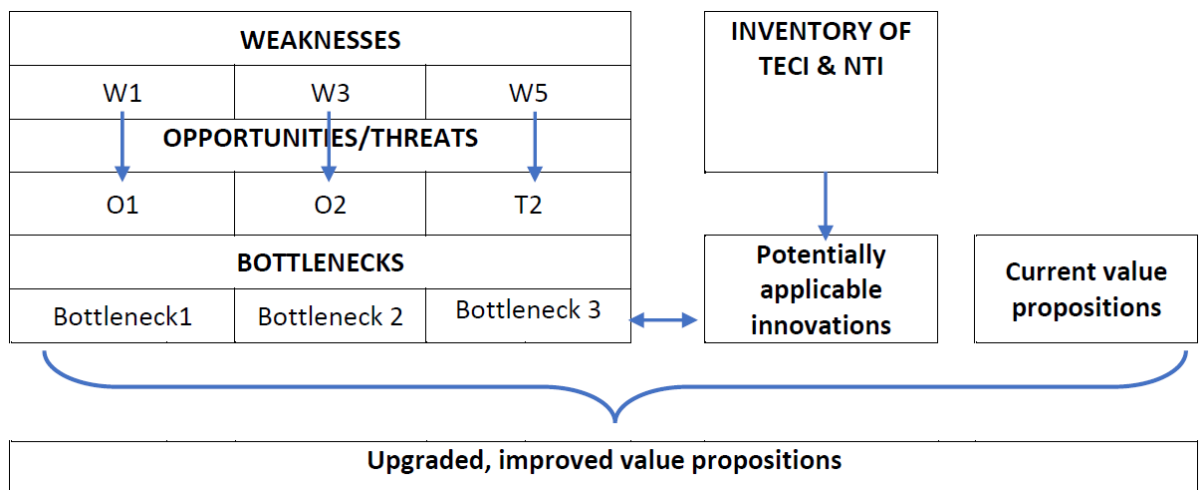 WEAKNESSES
W1 W3 W5
OPPORTUNITIES/THREATS
O1 O2 T2
BOTTLENECKS
Bottleneck1 Bottleneck 2 Bottleneck 3
INVENTORY OF
TECI & NTI
Potentially
applicable
innovations
Current value
propositions
Upgraded, improved value propositions